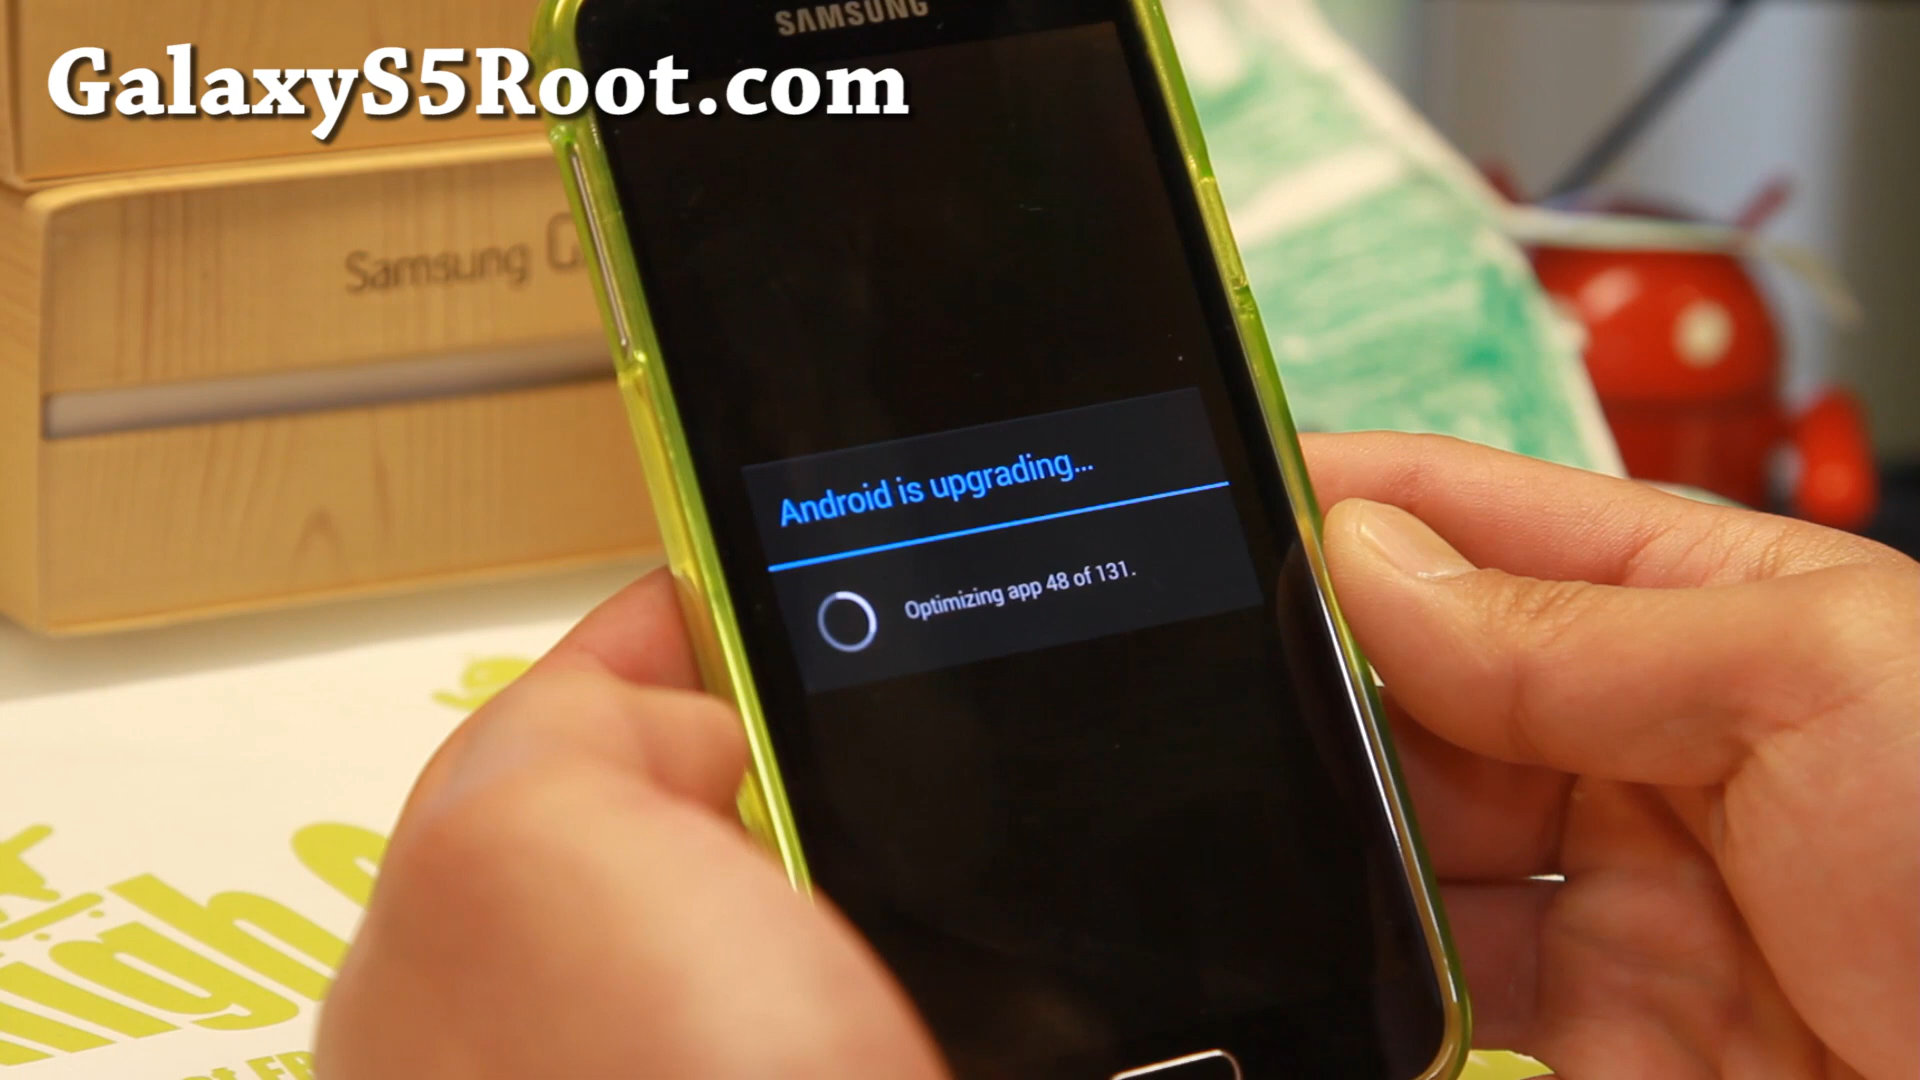 GalaxyS5Root.com
SAMSUNG
Samsung
Android is upgrading...
Optimizing app 48 of 131.